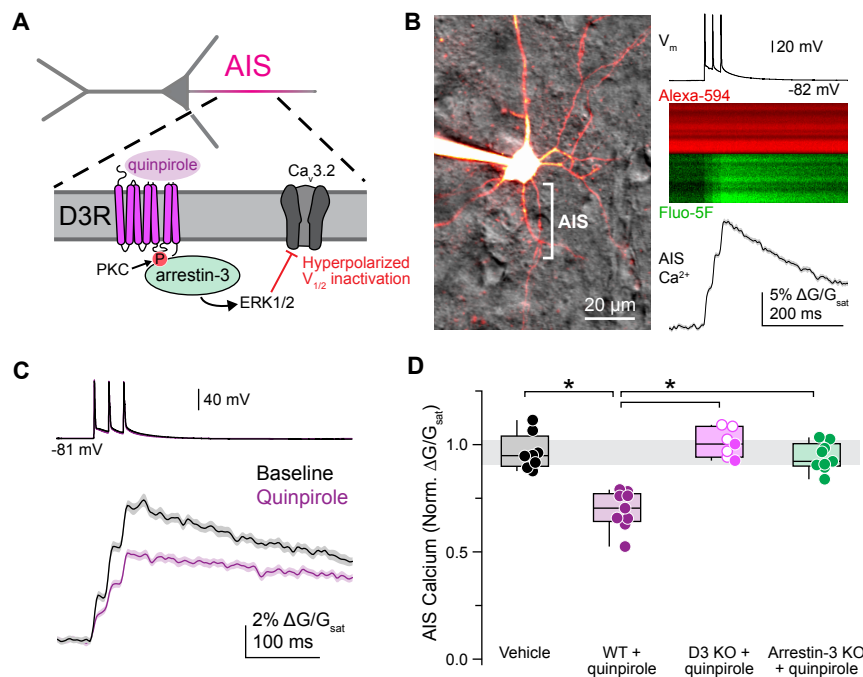 A
AIS
quinpirole
Cav3.2
D3R
P
PKC
arrestin-3
ERK1/2
Hyperpolarized
V1/2 inactivation
B
AIS
20 μm
Vm
20 mV
-82 mV
Alexa-594
Fluo-5F
AIS
Ca2+
5% ΔG/Gsat
200 ms
C
40 mV
-81 mV
Baseline
Quinpirole
2% ΔG/Gsat
100 ms
D
* *
AIS Calcium (Norm. ΔG/Gsat)
1.0
0.5
0.0
Vehicle
WT +
quinpirole
D3 KO +
quinpirole
Arrestin-3 KO
+ quinpirole